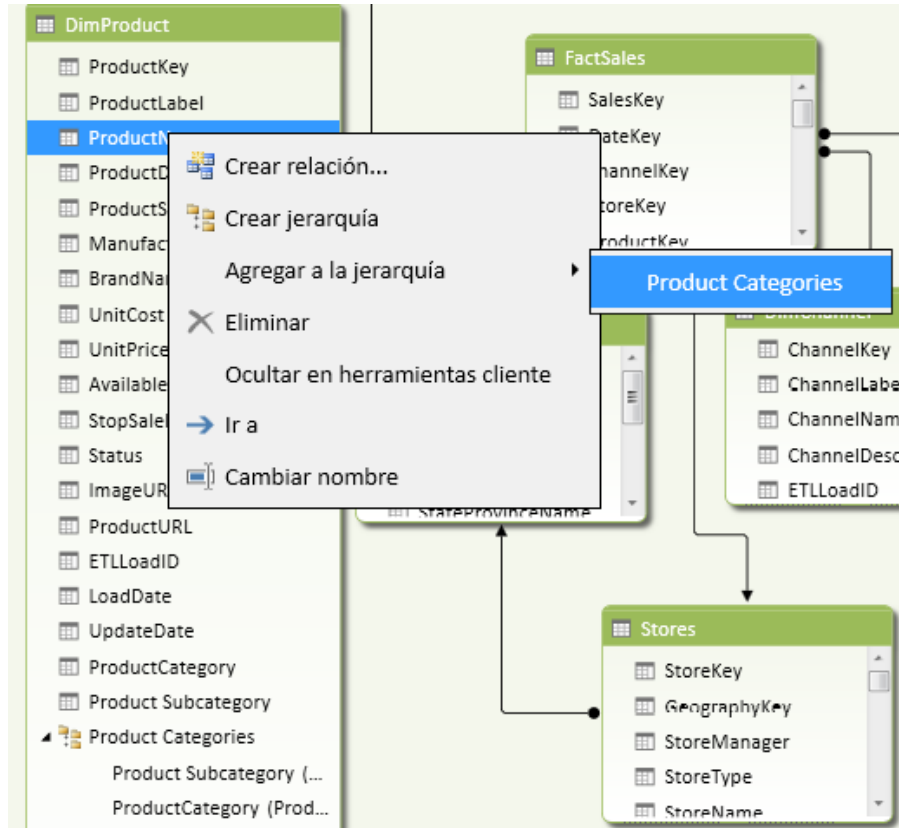 DimProduct
ProductKey
ProductLabel
ProductN
ProductD
ProductS
Manufac
BrandNa
UnitCost
UnitPrice
Available
StopSale
Status
ImageUR
ProductURL
ETLLoadID
LoadDate
UpdateDate
ProductCategory
Product Subcategory
Product Categories
Product Subcategory (...
ProductCategory (Prod...
Crear relación...
Crear jerarquía
Agregar a la jerarquía
Eliminar
Ocultar en herramientas cliente
Ir a
Cambiar nombre
Product Categories
FactSales
SalesKey
DateKey
hannelKey
toreKey
roductKey
StateProvinceName
DimChannel
ChannelKey
ChannelLabe
ChannelNam
ChannelDesc
ETLLoadID
Stores
StoreKey
GeographyKey
StoreManager
StoreType
StoreName